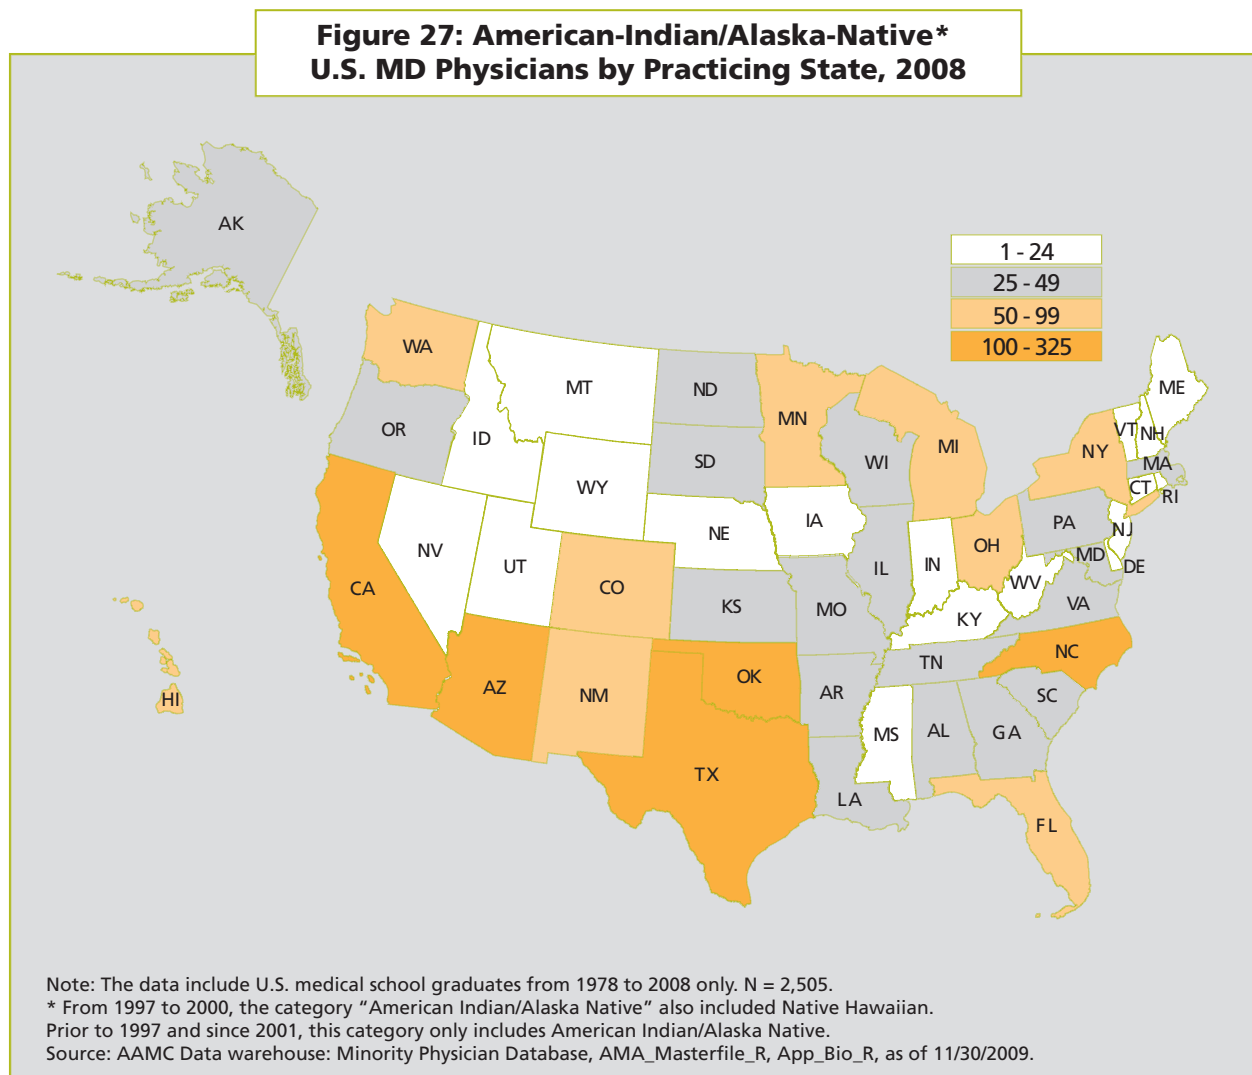 Figure 27: American-Indian/Alaska-Native*
U.S. MD Physicians by Practicing State, 2008
AK
1 - 24
25 - 49
50 - 99
100 - 325
WA
MT
ND
MN
ME
OR
ID
SD
WI
MI
NY
VT
NH
MA
CT
RI
WY
NE
IA
PA
NJ
NV
UT
CO
KS
MO
IL
IN
OH
WV
MD
DE
CA
VA
KY
HI
AZ
NM
OK
AR
TN
NC
SC
MS
AL
GA
TX
LA
FL
Note: The data include U.S. medical school graduates from 1978 to 2008 only. N = 2,505.
* From 1997 to 2000, the category “American Indian/Alaska Native” also included Native Hawaiian.
Prior to 1997 and since 2001, this category only includes American Indian/Alaska Native.
Source: AAMC Data warehouse: Minority Physician Database, AMA_Masterfile_R, App_Bio_R, as of 11/30/2009.